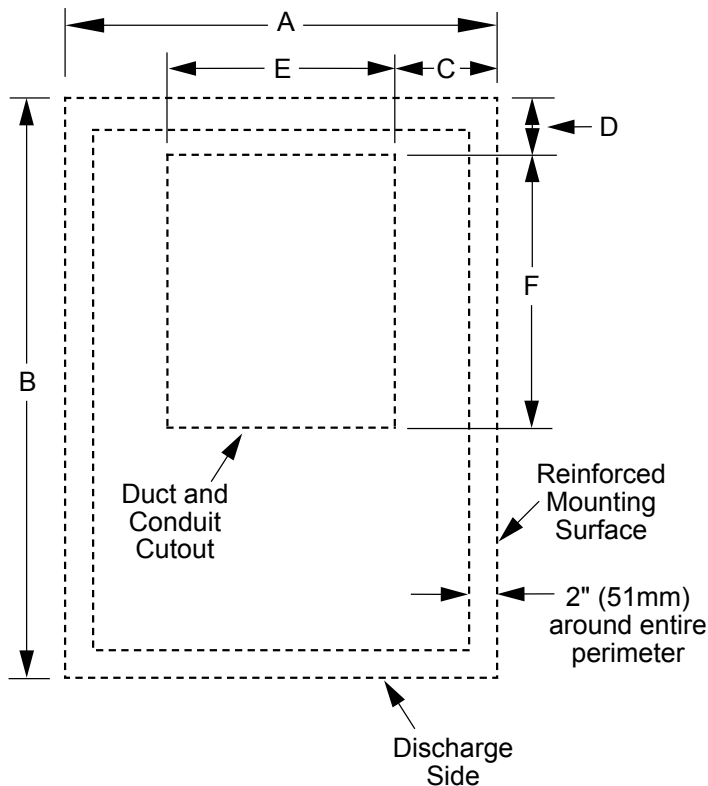 A
E
C
D
F
B
Duct and
Conduit
Cutout
Reinforced
Mounting
Surface
2" (51mm)
around entire
perimeter
Discharge
Side